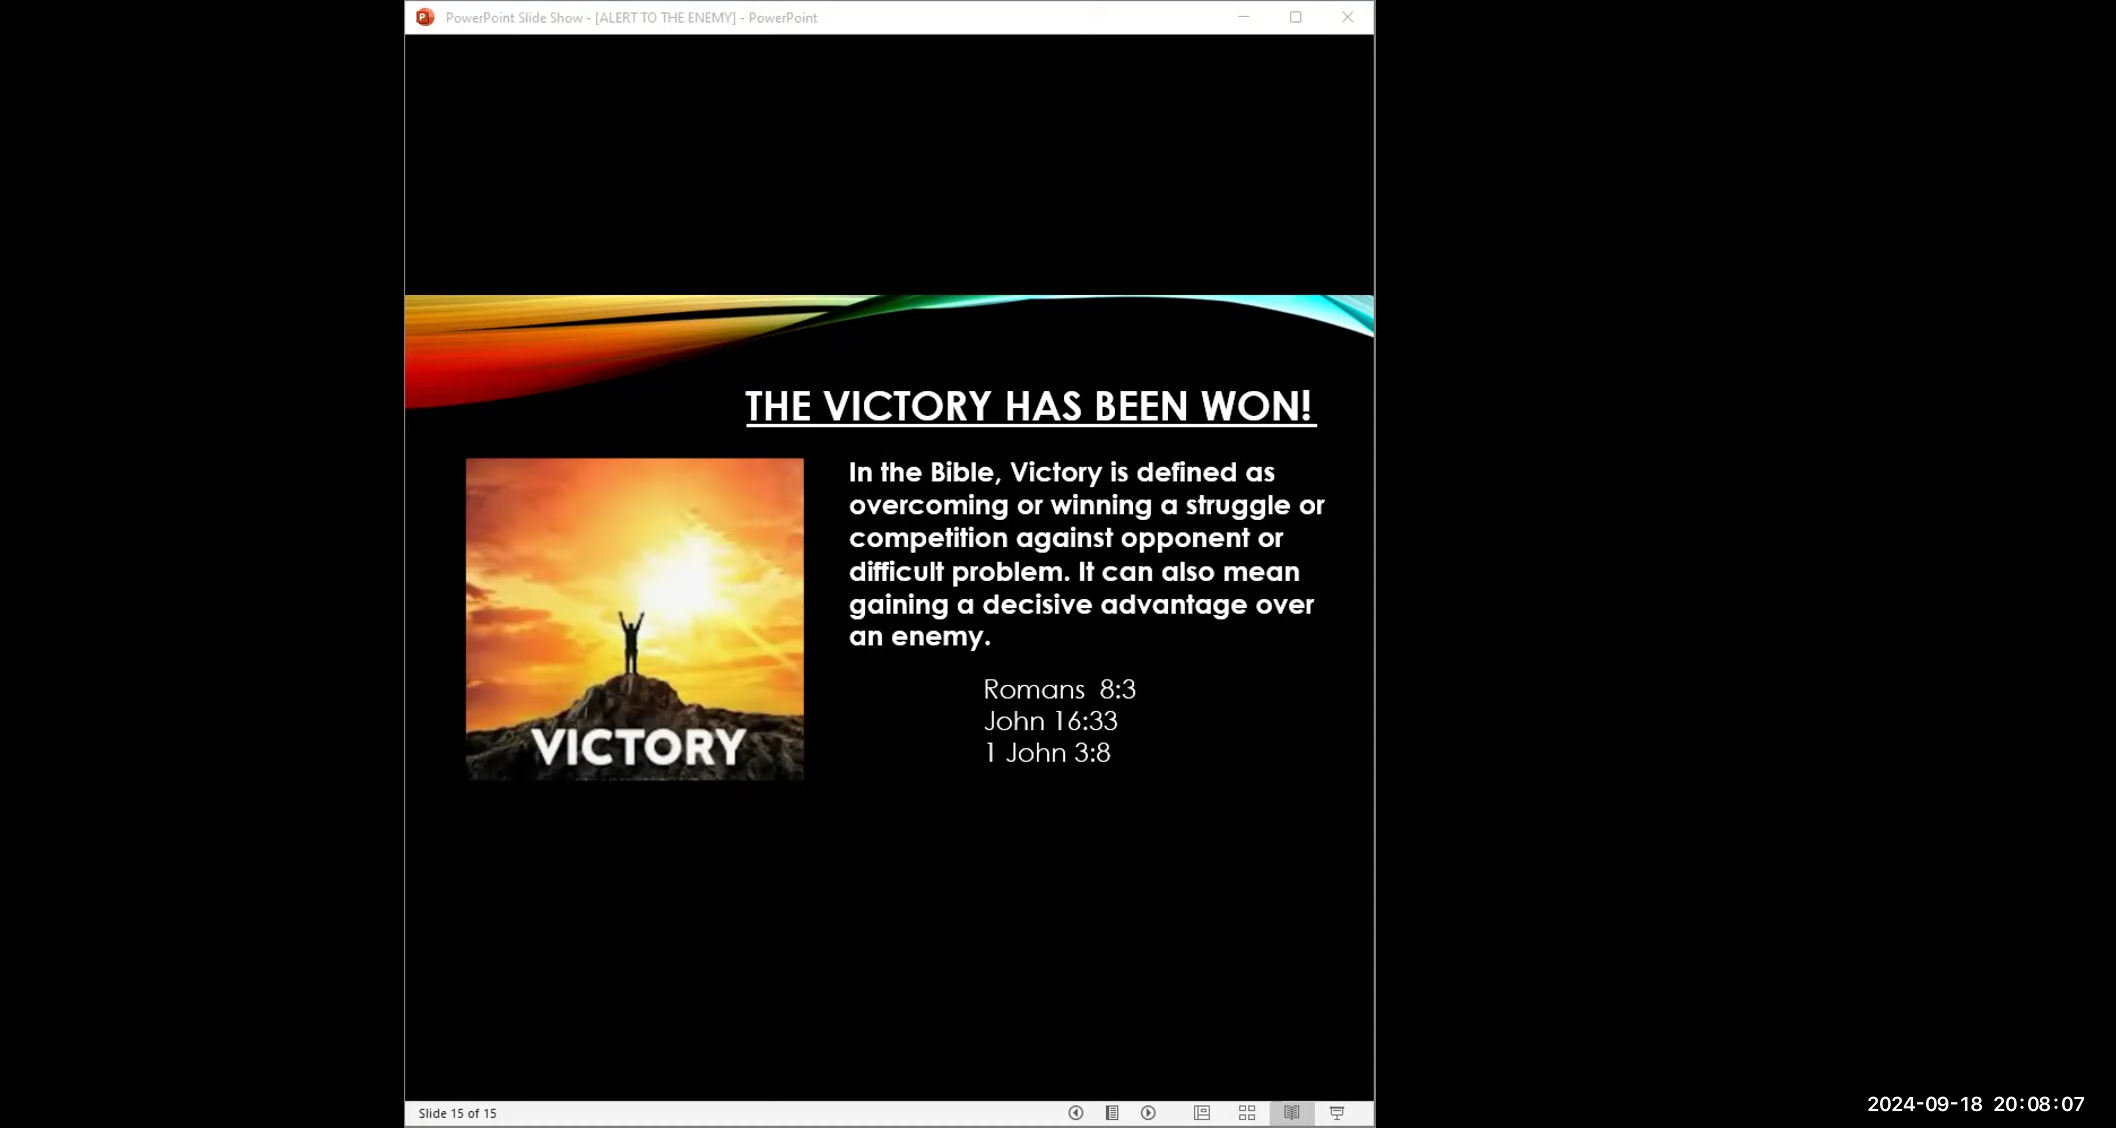 PowerPoint Slide Show - [ALERT TO THE ENEMY] - PowerPoint
THE VICTORY HAS BEEN WON!
In the Bible, Victory is defined as
overcoming or winning a struggle or
competition against opponent or
difficult problem. It can also mean
gaining a decisive advantage over
an enemy.
Romans  8:3
John 16:33
1 John 3:8
VICTORY
Slide 15 of 15
2024-09-18 20:08:07